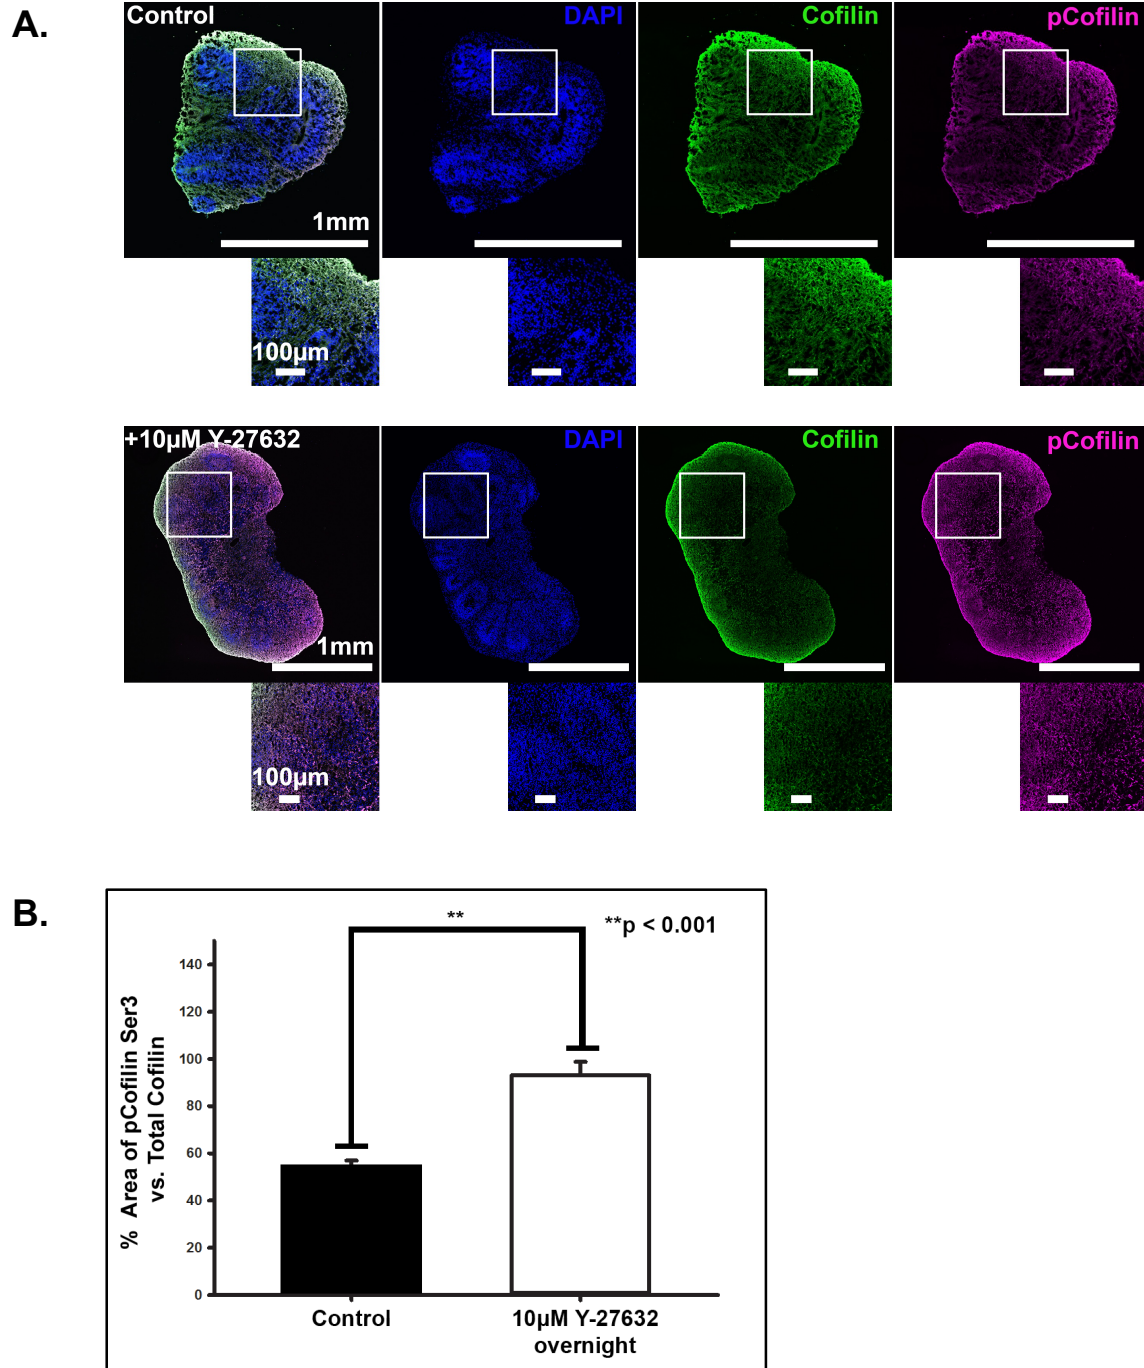 A.
Control
DAPI
Cofilin
pCofilin
1mm
100µm
+10µM Y-27632
DAPI
Cofilin
pCofilin
1mm
100µm
B.
**
**p < 0.001
% Area of pCofilin Ser3
vs. Total Cofilin
140
120
100
80
60
40
20
0
Control
10µM Y-27632
overnight